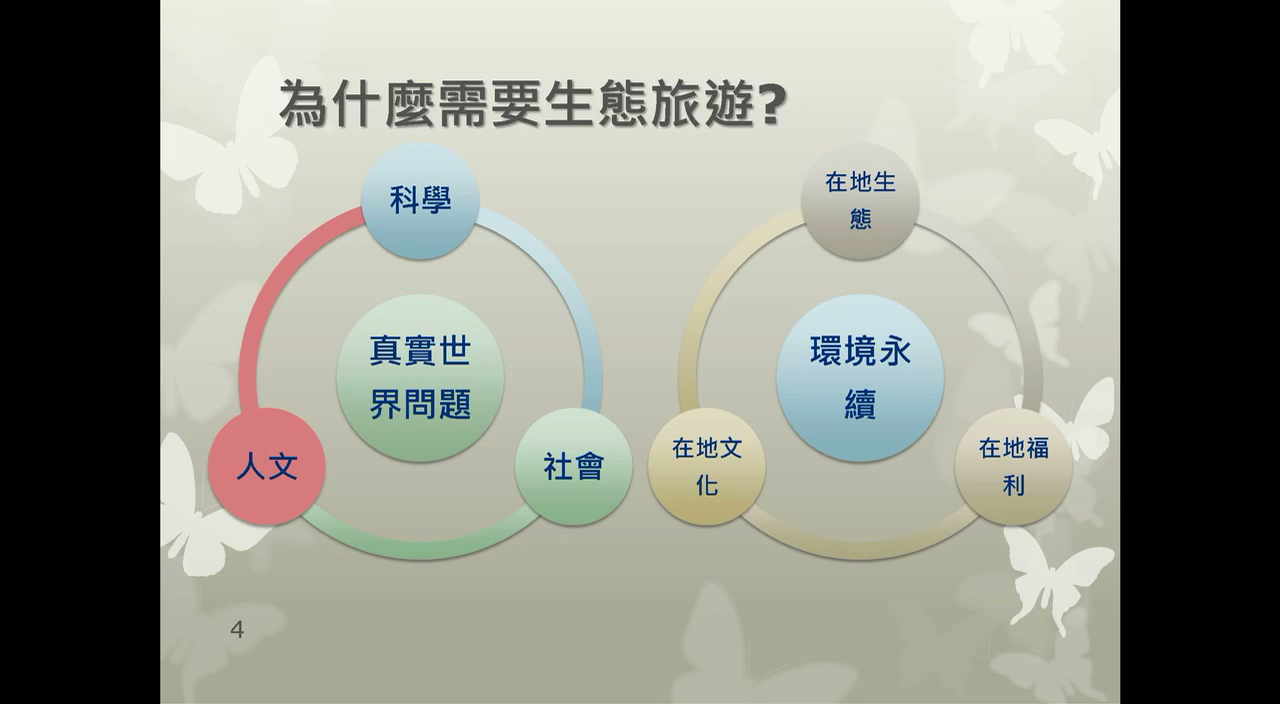 為什麼需要生態旅遊?
科學
真實世
界問題
人文
社會
在地生
態
環境永
續
在地文
化
在地福
利
4